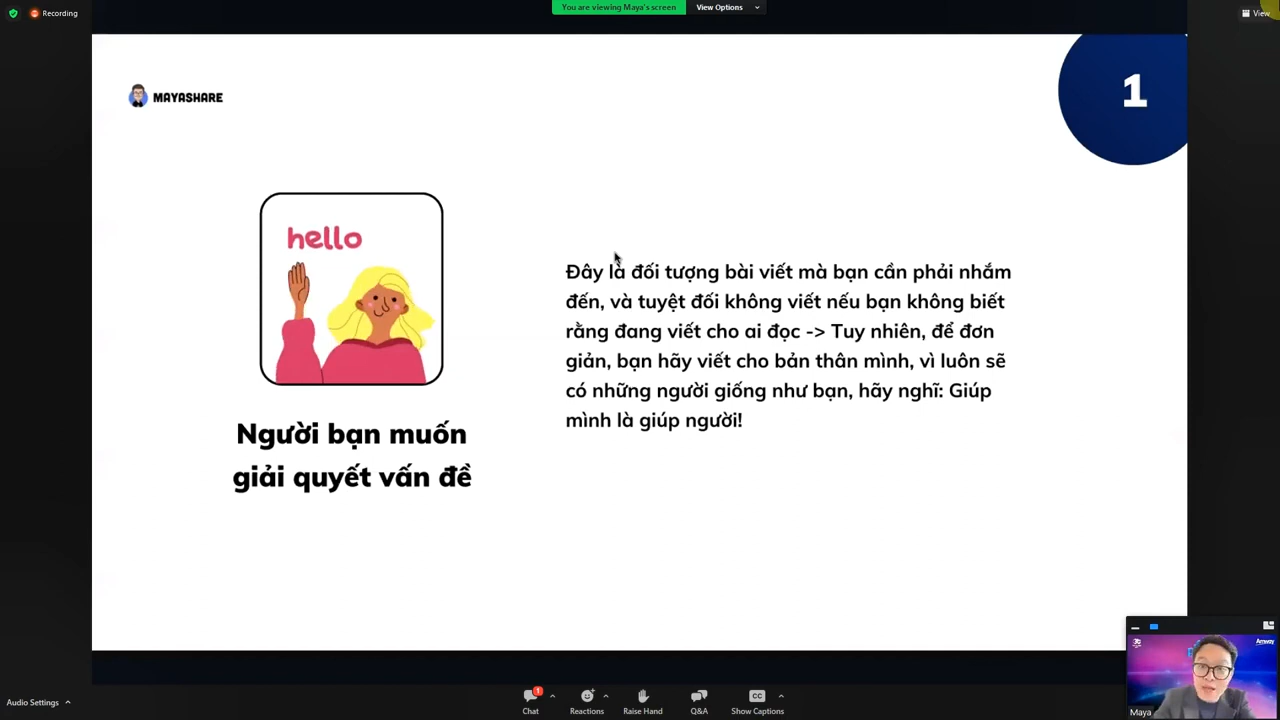 Recording
You are viewing Maya's screen
View Options
View
MAYASHARE
1
hello
Người bạn muốn
giải quyết vấn đề
Đây là đối tượng bài viết mà bạn cần phải nhắm
đến, và tuyệt đối không viết nếu bạn không biết
rằng đang viết cho ai đọc -> Tuy nhiên, để đơn
giản, bạn hãy viết cho bản thân mình, vì luôn sẽ
có những người giống như bạn, hãy nghĩ: Giúp
mình là giúp người!
Amway
Maya
Audio Settings
1
Chat
Reactions
Raise Hand
Q&A
CC
Show Captions